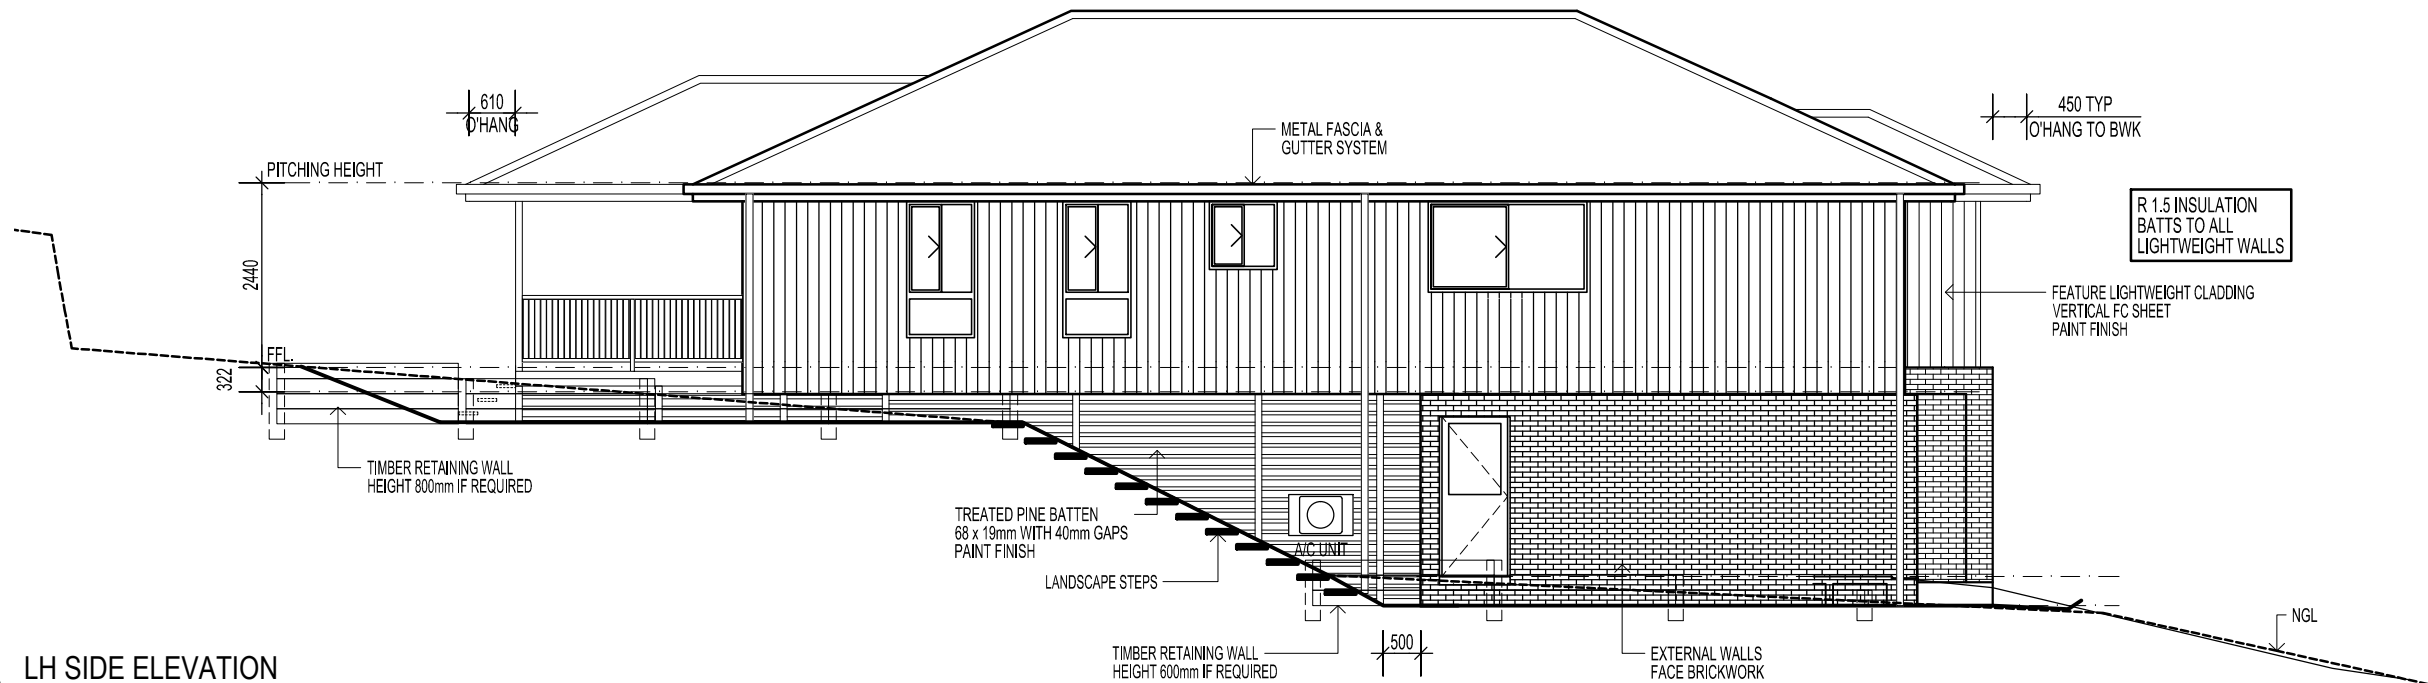 610
O'HANG
450 TYP
O'HANG TO BWK
METAL FASCIA &
GUTTER SYSTEM
PITCHING HEIGHT
R 1.5 INSULATION
BATTS TO ALL
LIGHTWEIGHT WALLS
2440
FEATURE LIGHTWEIGHT CLADDING
VERTICAL FC SHEET
PAINT FINISH
FFL.
322
TIMBER RETAINING WALL
HEIGHT 800mm IF REQUIRED
TREATED PINE BATTEN
68 x 19mm WITH 40mm GAPS
PAINT FINISH
A/C UNIT
LANDSCAPE STEPS
NGL
500
TIMBER RETAINING WALL
HEIGHT 600mm IF REQUIRED
EXTERNAL WALLS
FACE BRICKWORK
LH SIDE ELEVATION